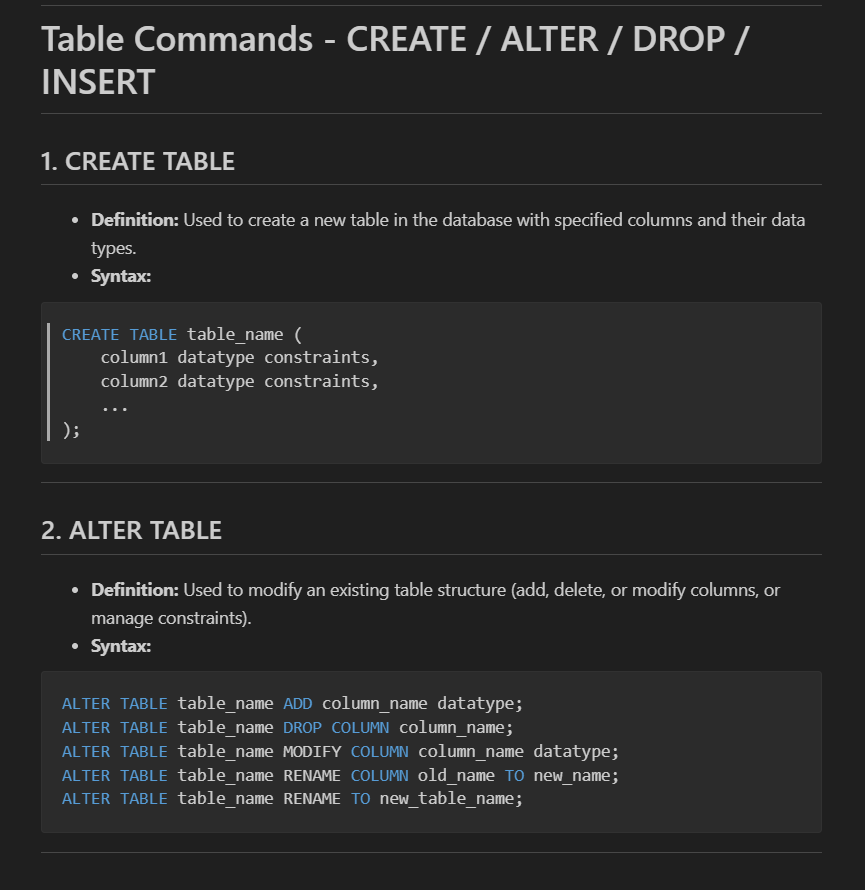 Table Commands - CREATE / ALTER / DROP /
INSERT
1. CREATE TABLE
• Definition: Used to create a new table in the database with specified columns and their data
types.
• Syntax:
CREATE TABLE table_name (
    column1 datatype constraints,
    column2 datatype constraints,
    ...
);
2. ALTER TABLE
• Definition: Used to modify an existing table structure (add, delete, or modify columns, or
manage constraints).
• Syntax:
ALTER TABLE table_name ADD column_name datatype;
ALTER TABLE table_name DROP COLUMN column_name;
ALTER TABLE table_name MODIFY COLUMN column_name datatype;
ALTER TABLE table_name RENAME COLUMN old_name TO new_name;
ALTER TABLE table_name RENAME TO new_table_name;